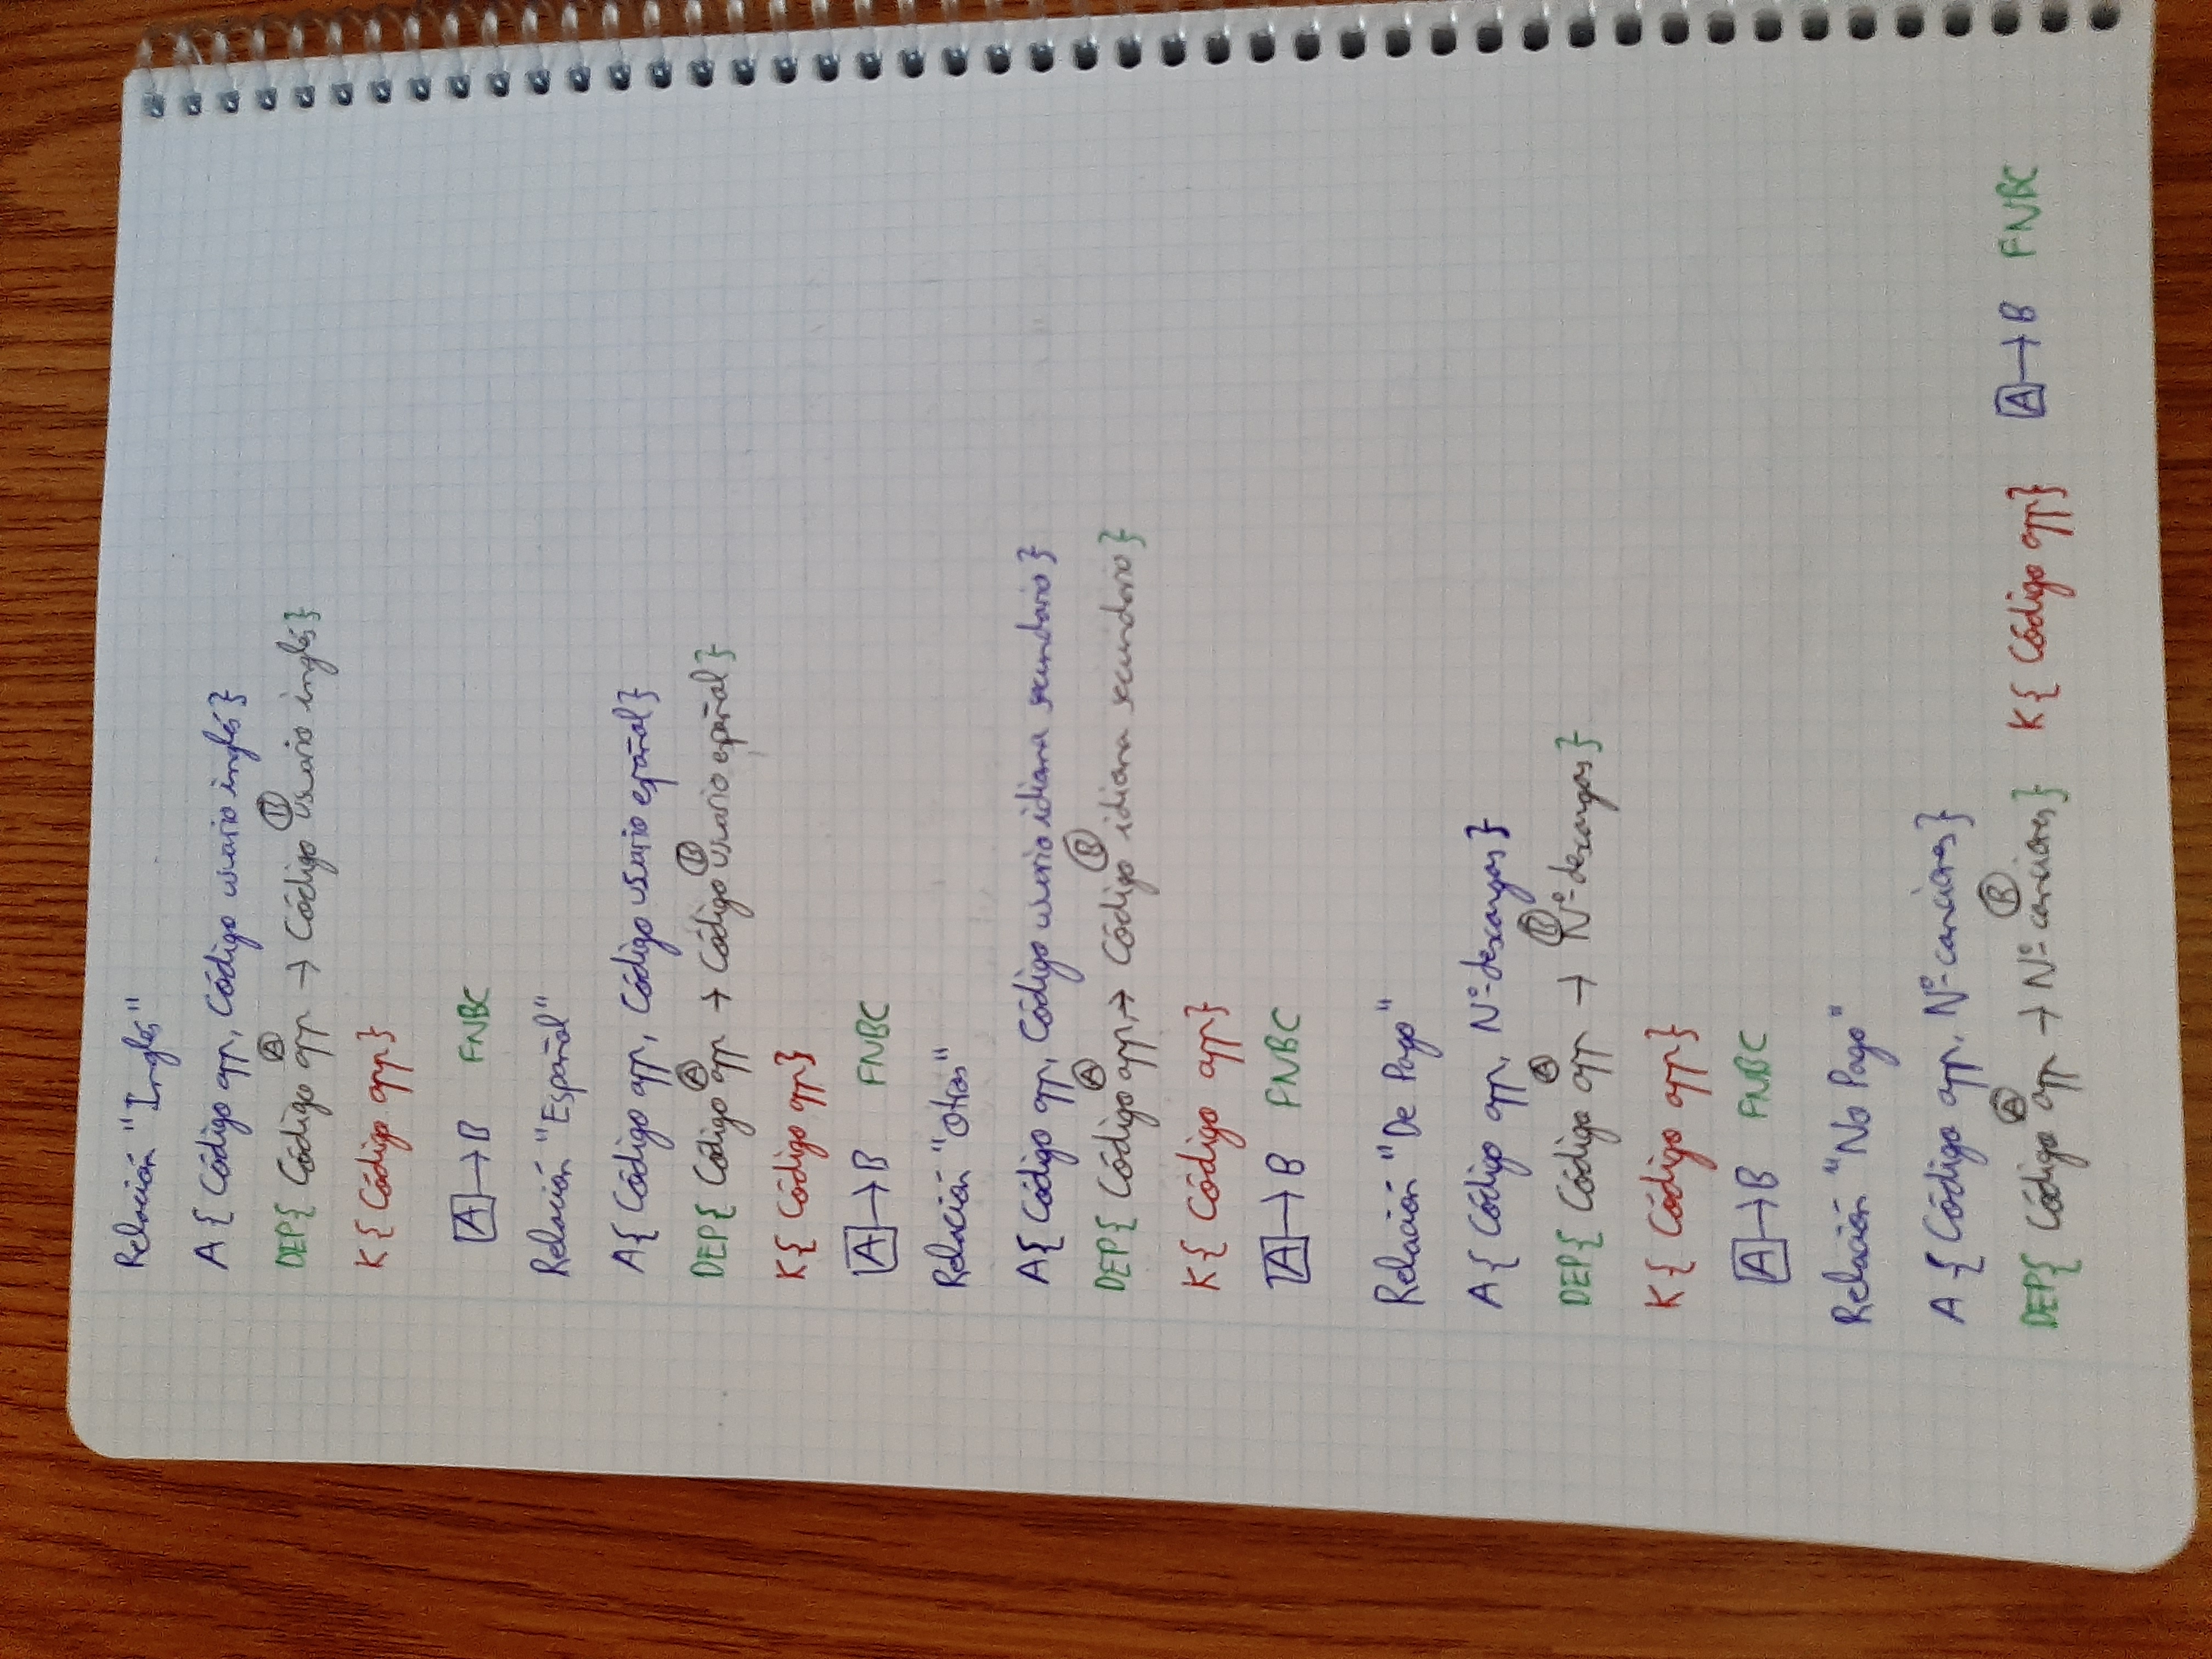 Relación "Inglés"
A{ Código app, Código usuario inglés}
Ⓐ Ⓑ
DEP{ Código app → Código usuario inglés}
K{ Código app}
A → B FNBC
Relación "Español"
A{ Código app, Código usuario español}
Ⓐ Ⓑ
DEP{ Código app → Código usuario español}
K{ Código app}
A → B FNBC
Relación "Otros"
A{ Código app, Código usuario idioma secundario}
Ⓐ Ⓑ
DEP{ Código app, → Código idioma secundario}
K{ Código app}
A → B FNBC
Relación "De Pago"
A{ Código app, Nº descargas}
Ⓐ Ⓑ
DEP{ Código app → Nº descargas}
K{ Código app}
A → B FNBC
Relación "No Pago"
A {Código app, Nº canciones}
Ⓐ Ⓑ
DEP{ Código app → Nº canciones} K{ Código app} A → B FNBC